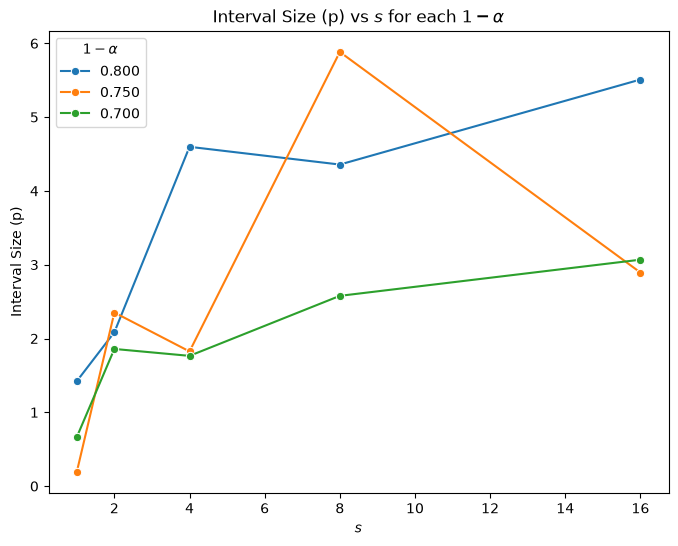 Interval Size (p) vs s for each 1 − α
1 − α
0.800
0.750
0.700
Interval Size (p)
6
5
4
3
2
1
0
2 4 6 8 10 12 14 16
s